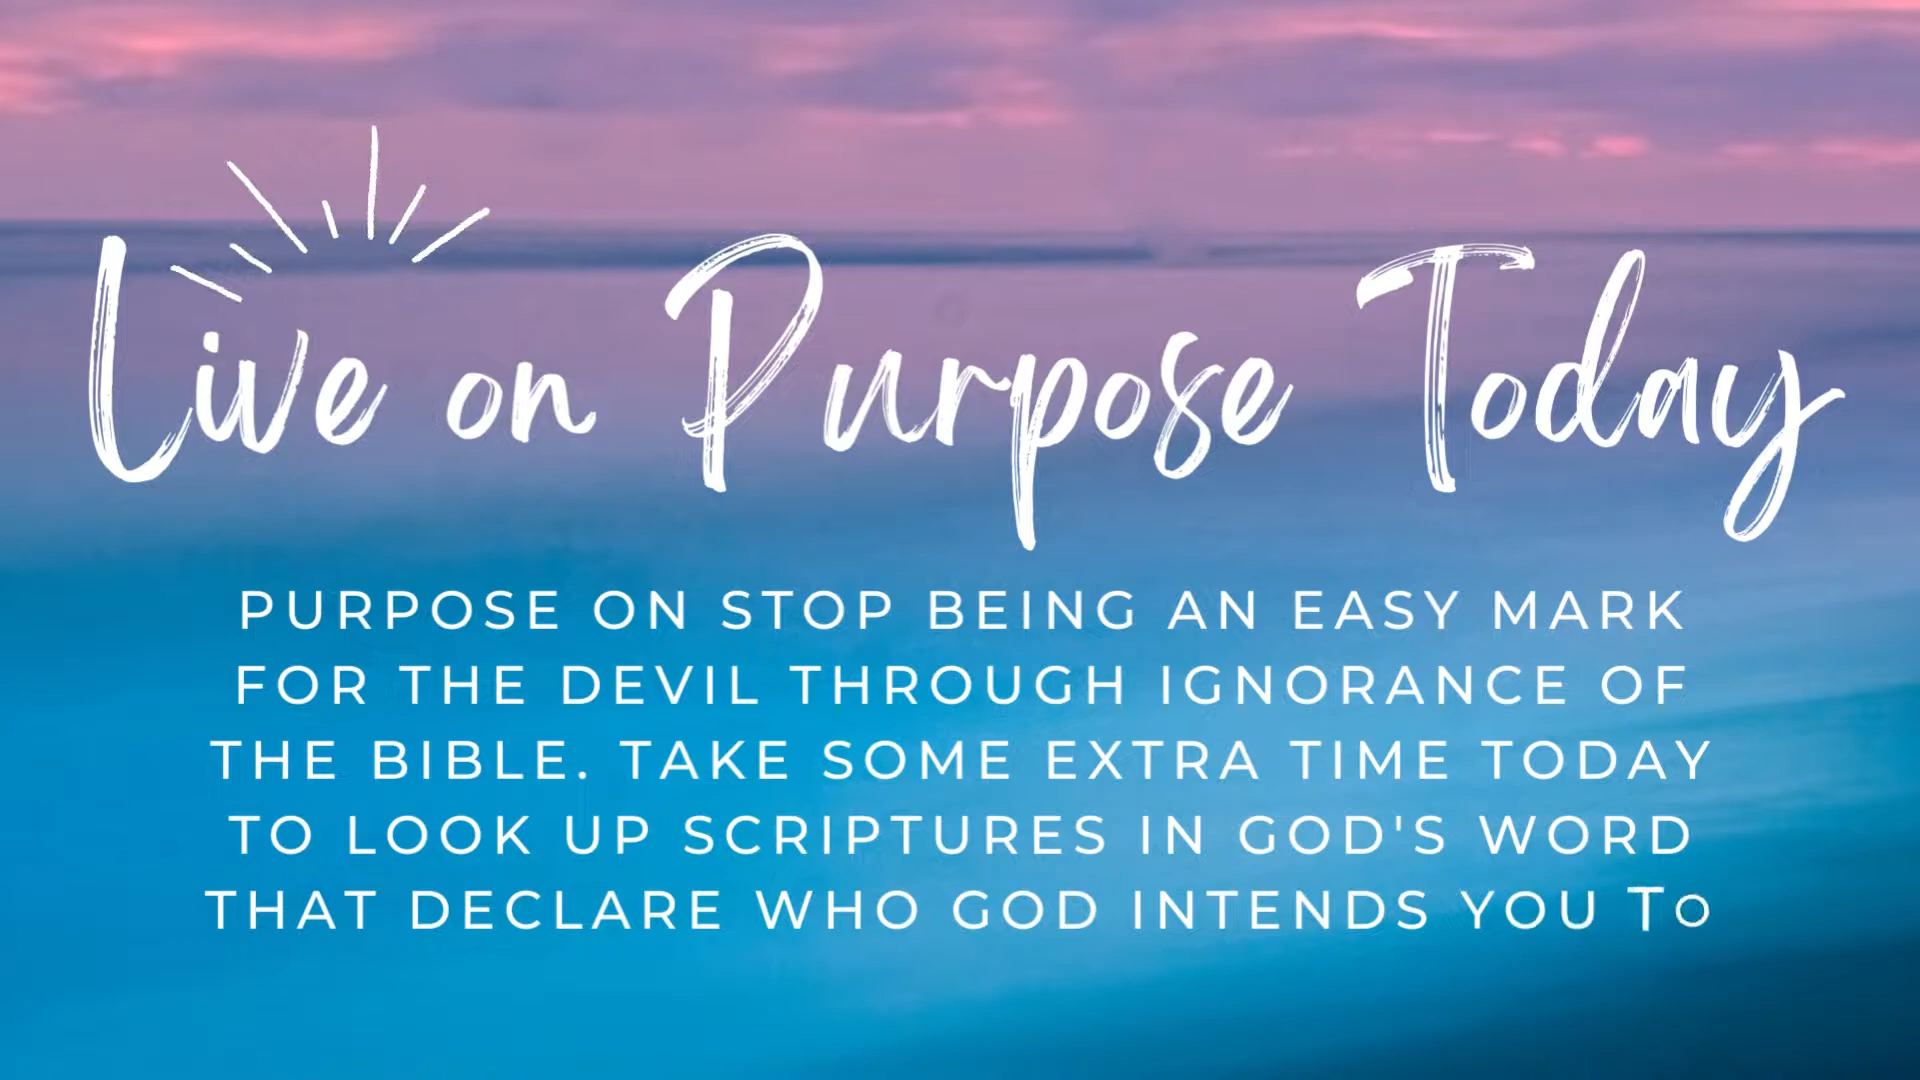 Live on Purpose Today
PURPOSE ON STOP BEING AN EASY MARK
FOR THE DEVIL THROUGH IGNORANCE OF
THE BIBLE. TAKE SOME EXTRA TIME TODAY
TO LOOK UP SCRIPTURES IN GOD'S WORD
THAT DECLARE WHO GOD INTENDS YOU To